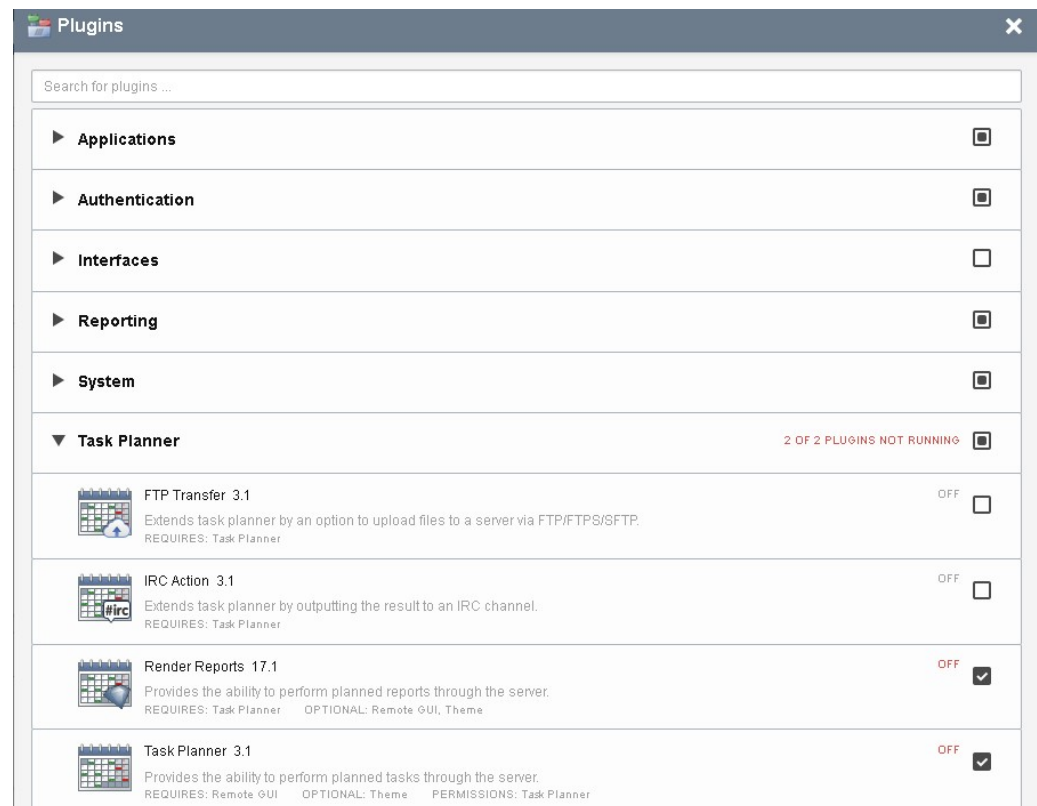 Plugins
Search for plugins ...
Applications
Authentication
Interfaces
Reporting
System
Task Planner 2 OF 2 PLUGINS NOT RUNNING
FTP Transfer 3.1 OFF
Extends task planner by an option to upload files to a server via FTP/FTPS/SFTP.
REQUIRES: Task Planner
IRC Action 3.1 OFF
#irc
Extends task planner by outputting the result to an IRC channel.
REQUIRES: Task Planner
Render Reports 17.1 OFF
Provides the ability to perform planned reports through the server.
REQUIRES: Task Planner OPTIONAL: Remote GUI, Theme
Task Planner 3.1 OFF
Provides the ability to perform planned tasks through the server.
REQUIRES: Remote GUI OPTIONAL: Theme PERMISSIONS: Task Planner